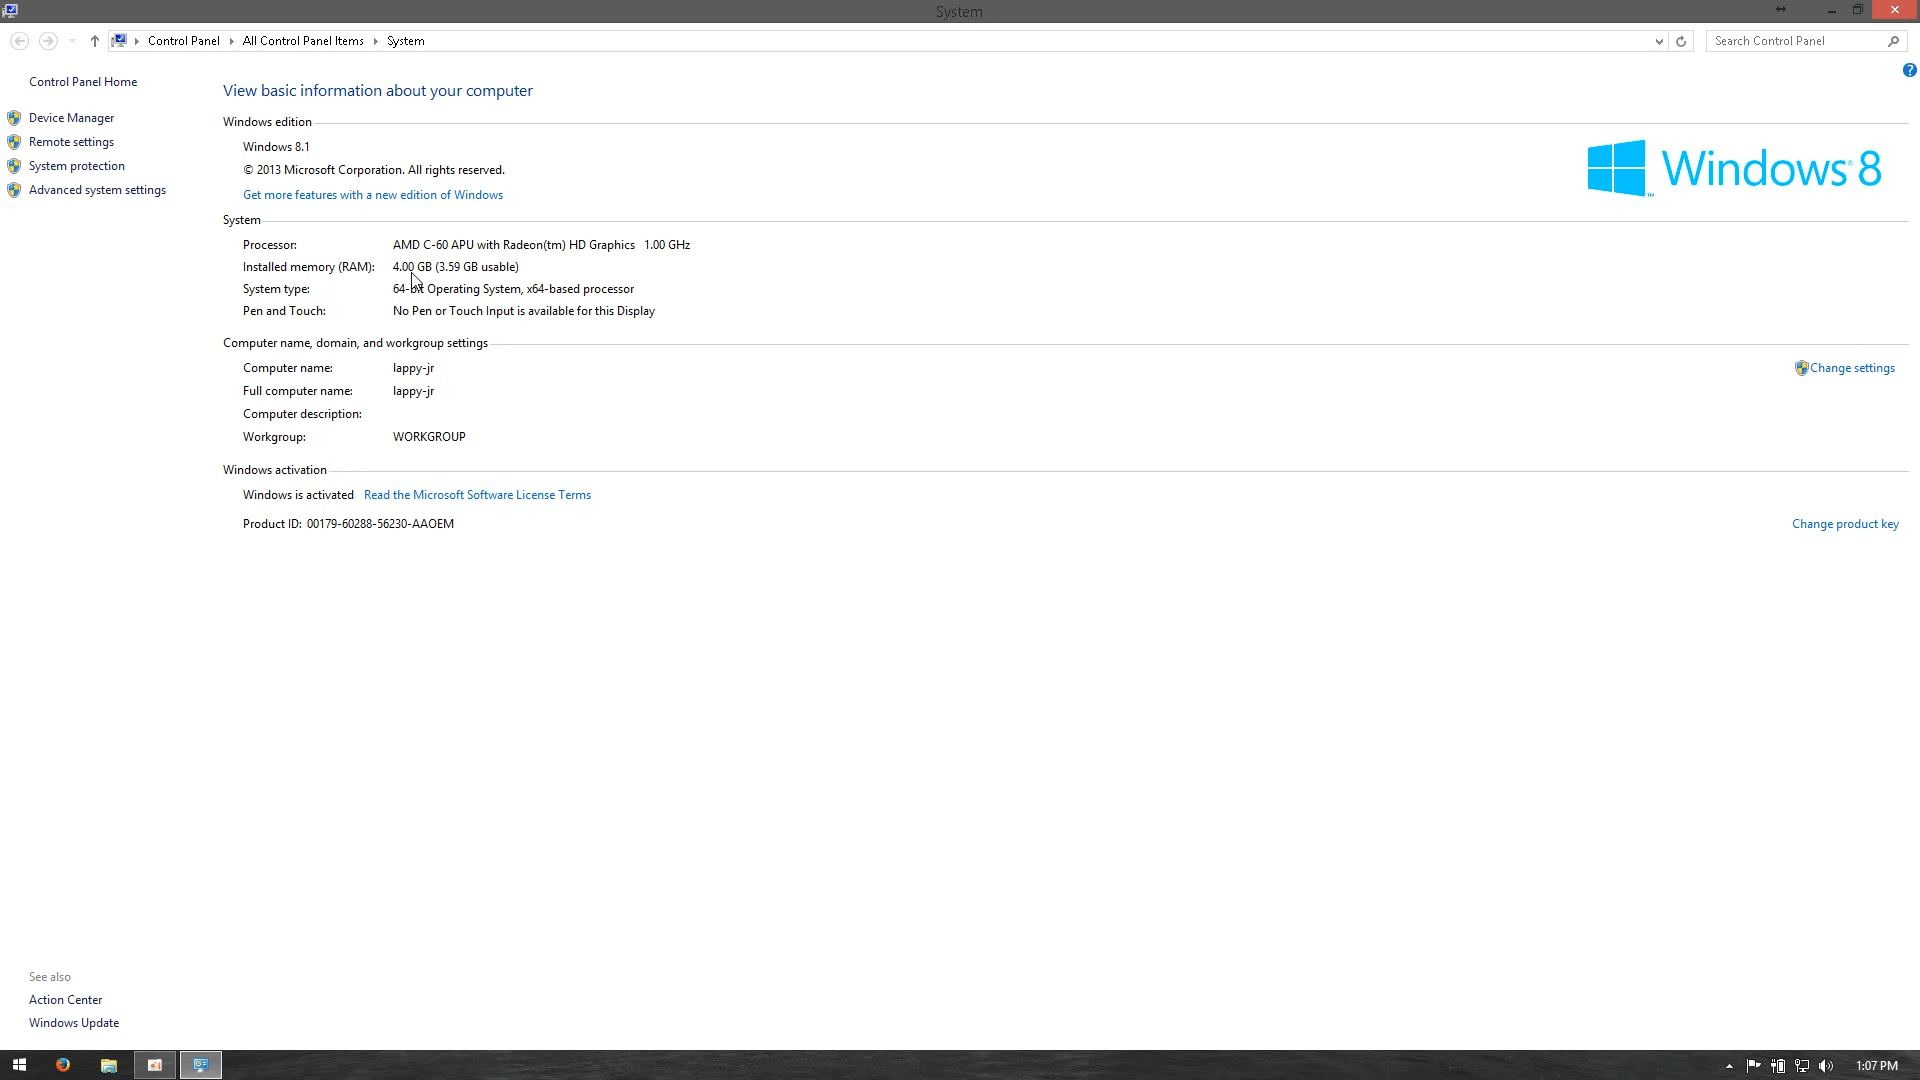 System
Control Panel All Control Panel Items System
Search Control Panel
Control Panel Home
Device Manager
Remote settings
System protection
Advanced system settings
View basic information about your computer
Windows edition
Windows 8.1
© 2013 Microsoft Corporation. All rights reserved.
Get more features with a new edition of Windows
Windows® 8™
System
Processor: AMD C-60 APU with Radeon(tm) HD Graphics 1.00 GHz
Installed memory (RAM): 4.00 GB (3.59 GB usable)
System type: 64-bit Operating System, x64-based processor
Pen and Touch: No Pen or Touch Input is available for this Display
Computer name, domain, and workgroup settings
Computer name: lappy-jr
Change settings
Full computer name: lappy-jr
Computer description:
Workgroup: WORKGROUP
Windows activation
Windows is activated Read the Microsoft Software License Terms
Product ID: 00179-60288-56230-AAOEM
Change product key
See also
Action Center
Windows Update
1:07 PM